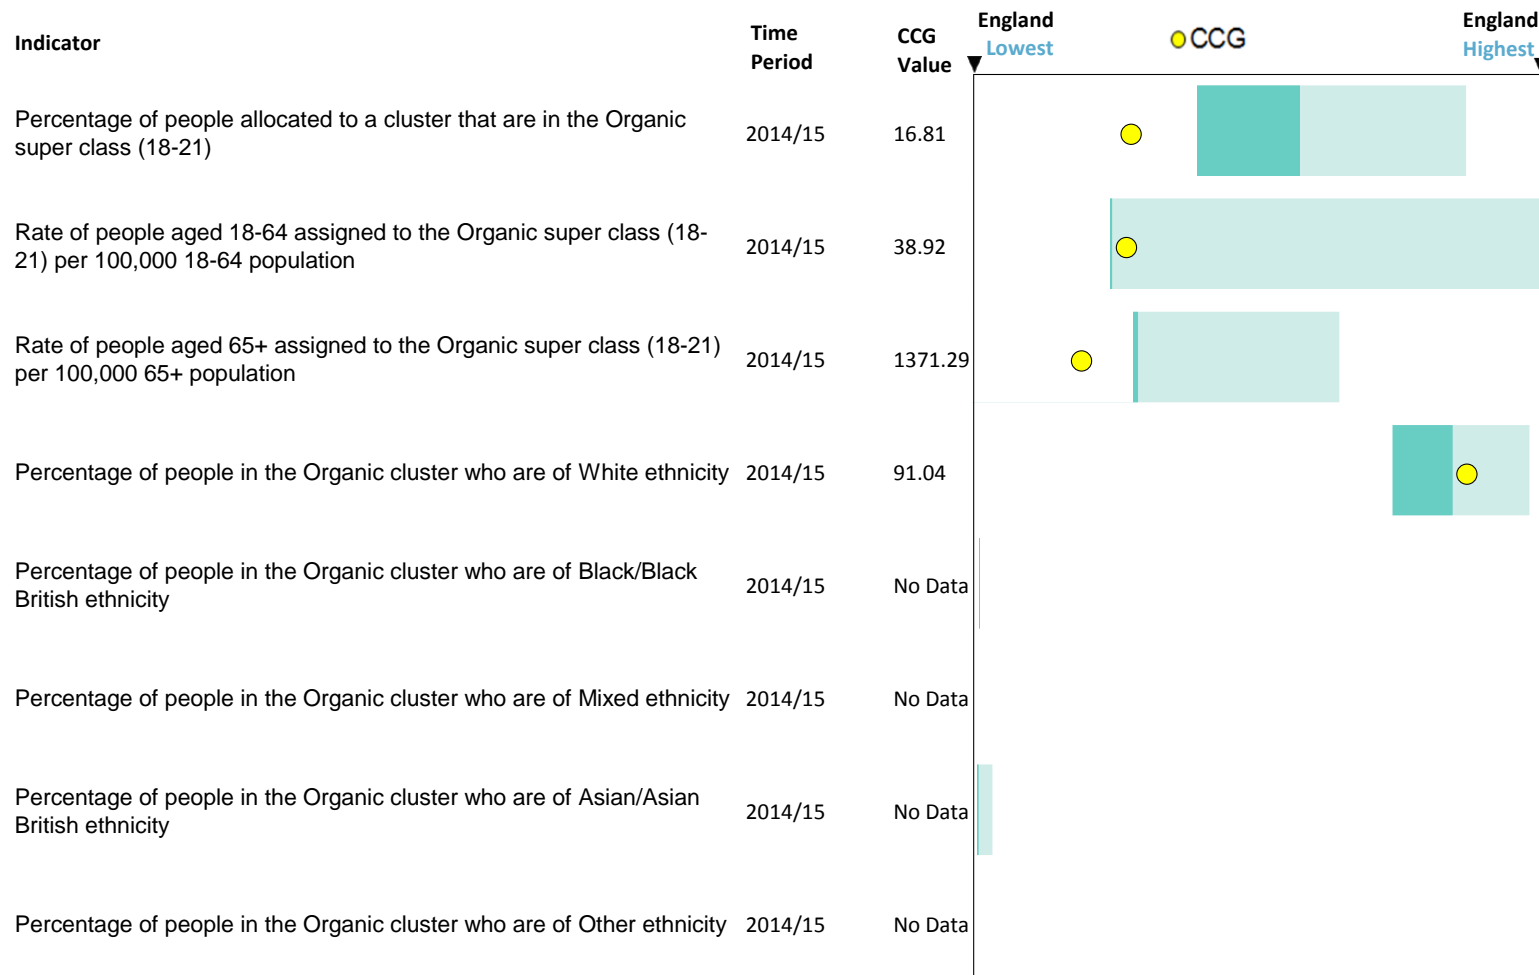 Indicator
Time
Period
CCG
Value
England
Lowest
CCG
England
Highest
Percentage of people allocated to a cluster that are in the Organic
super class (18-21)
2014/15
16.81
Rate of people aged 18-64 assigned to the Organic super class (18-
21) per 100,000 18-64 population
2014/15
38.92
Rate of people aged 65+ assigned to the Organic super class (18-21)
per 100,000 65+ population
2014/15
1371.29
Percentage of people in the Organic cluster who are of White ethnicity
2014/15
91.04
Percentage of people in the Organic cluster who are of Black/Black
British ethnicity
2014/15
No Data
Percentage of people in the Organic cluster who are of Mixed ethnicity
2014/15
No Data
Percentage of people in the Organic cluster who are of Asian/Asian
British ethnicity
2014/15
No Data
Percentage of people in the Organic cluster who are of Other ethnicity
2014/15
No Data